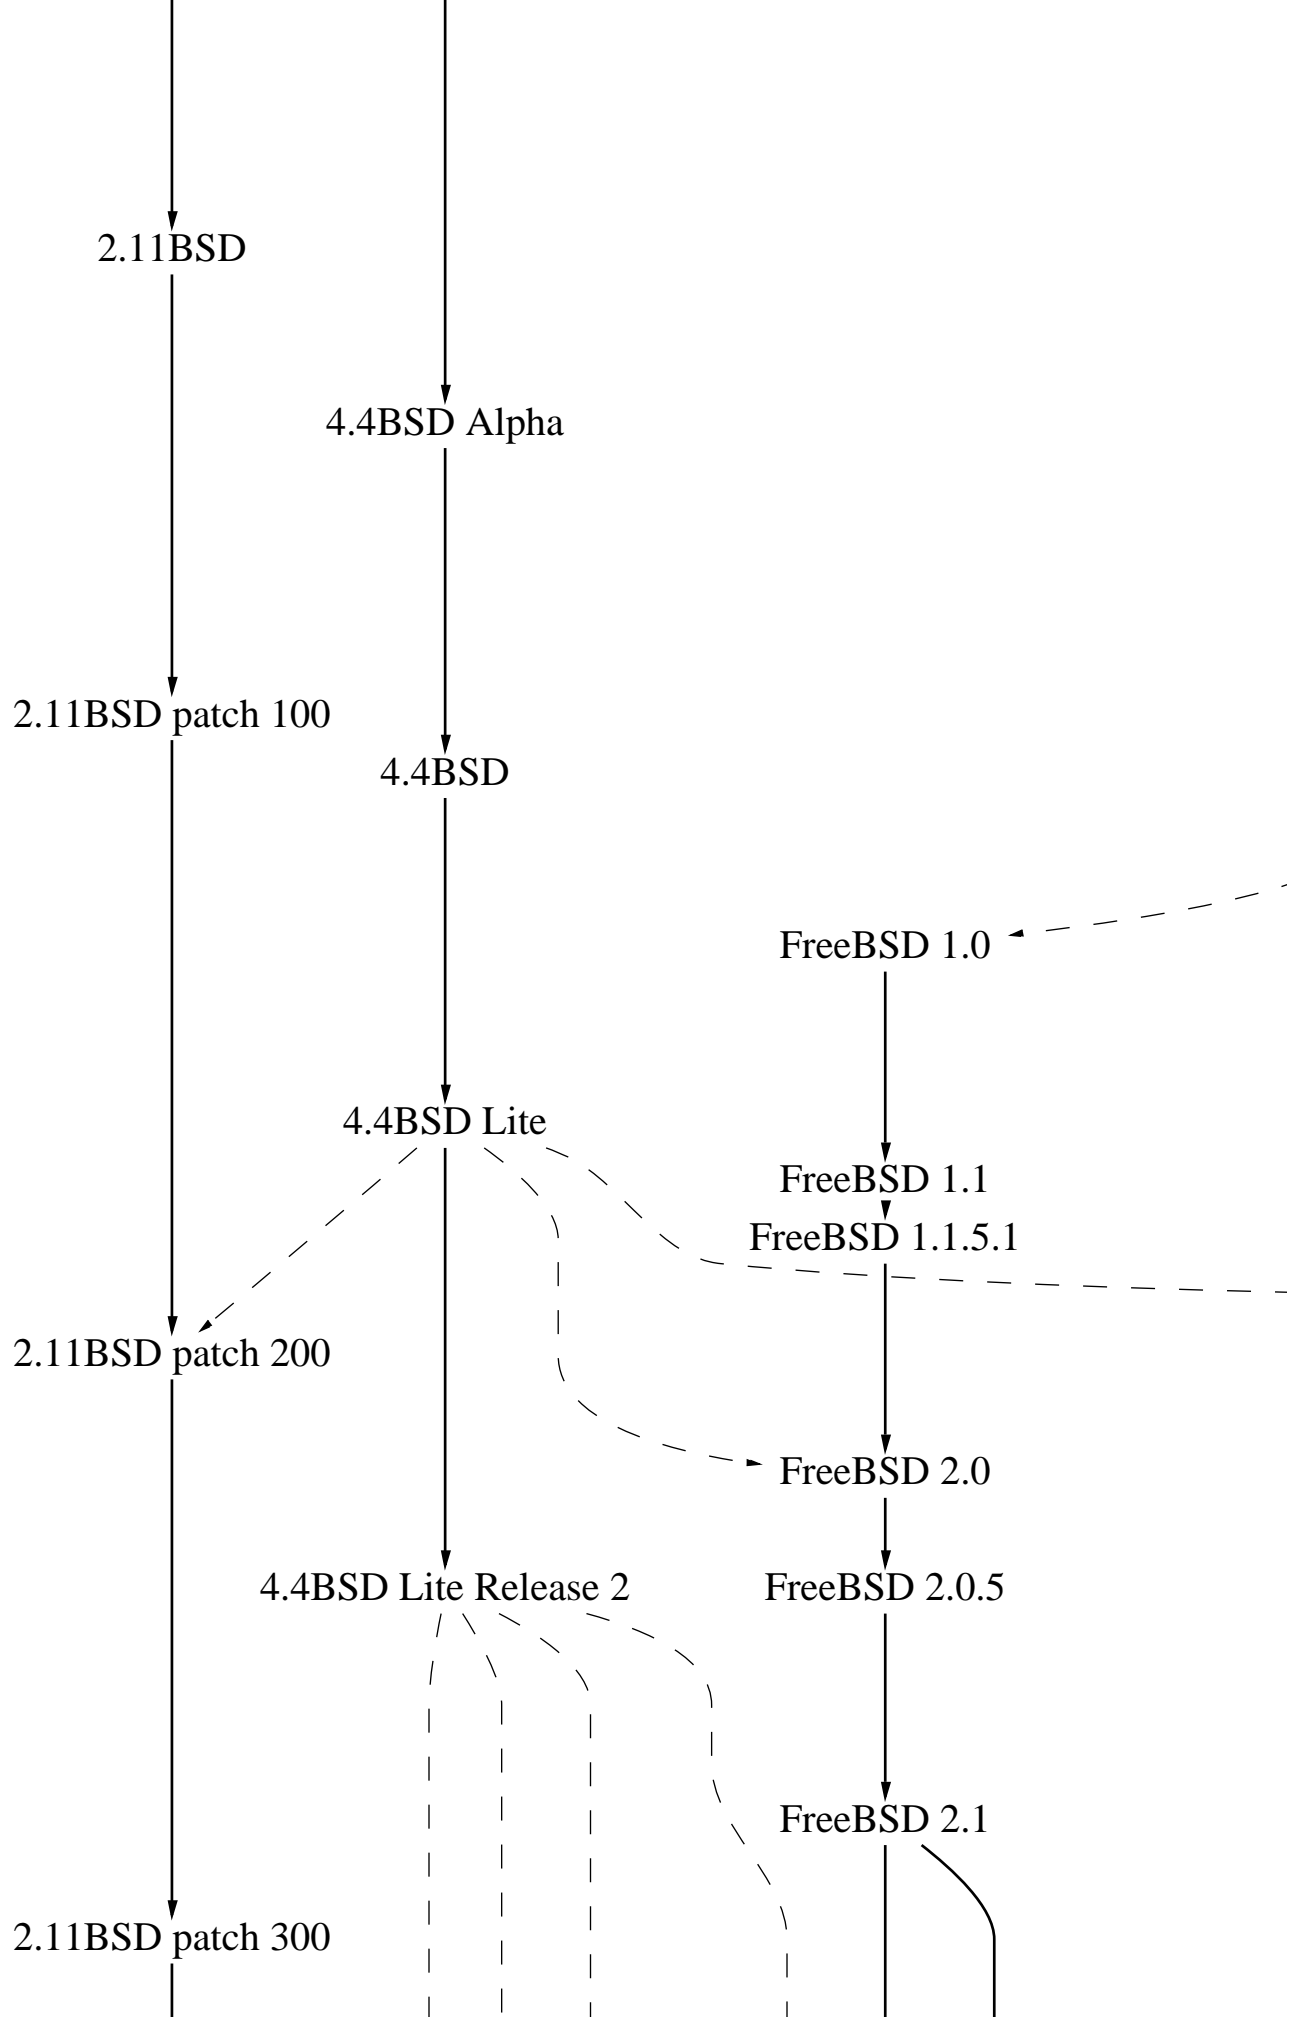 2.11BSD
4.4BSD Alpha
2.11BSD patch 100
4.4BSD
FreeBSD 1.0
4.4BSD Lite
FreeBSD 1.1
FreeBSD 1.1.5.1
2.11BSD patch 200
FreeBSD 2.0
4.4BSD Lite Release 2
FreeBSD 2.0.5
FreeBSD 2.1
2.11BSD patch 300